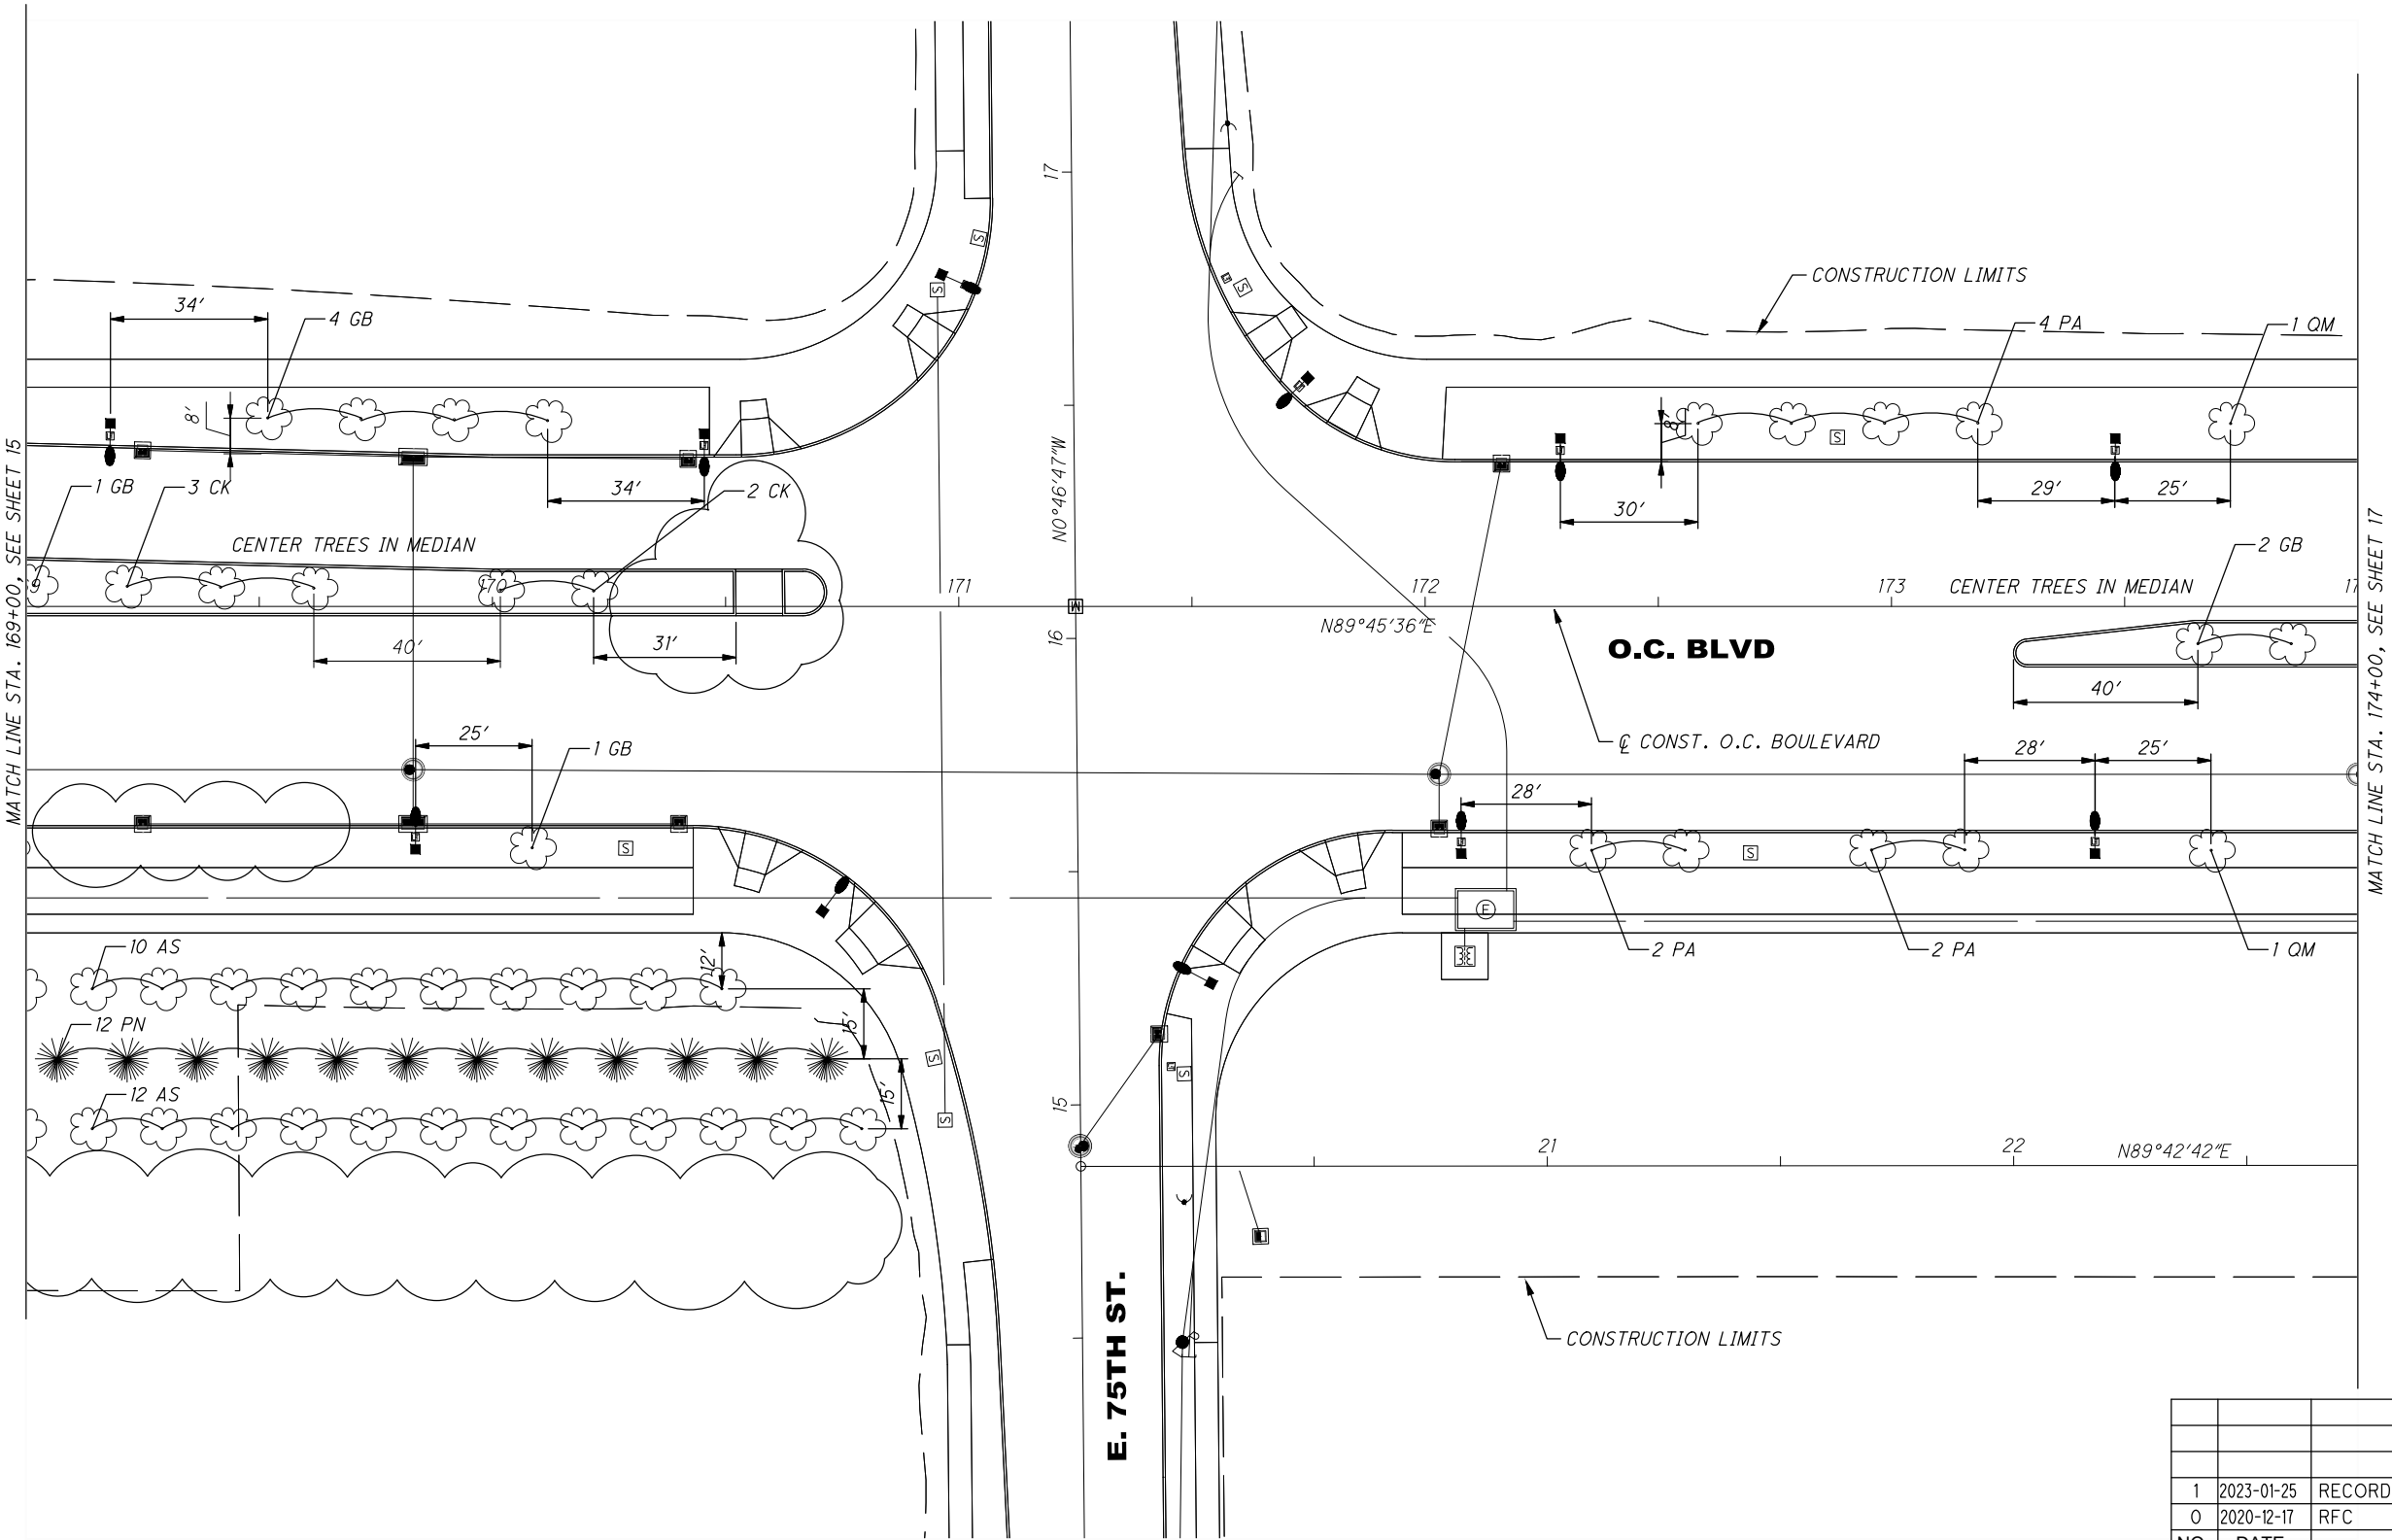 17
CONSTRUCTION LIMITS
34'
4 GB
4 PA
1 QM
8'
8'
1 GB
3 CK
34'
2 CK
29'
25'
30'
N0°46'47"W
CENTER TREES IN MEDIAN
2 GB
MATCH LINE STA. 169+00, SEE SHEET 15
MATCH LINE STA. 174+00, SEE SHEET 17
9
170
171
172
173
CENTER TREES IN MEDIAN
17
N89°45'36"E
16
O.C. BLVD
40'
31'
40'
25'
1 GB
℄ CONST. O.C. BOULEVARD
28'
25'
28'
S
S
S
S
S
S
S
S
S
M
E
10 AS
12'
2 PA
2 PA
1 QM
12 PN
15'
12 AS
15'
15
21
22
N89°42'42"E
E. 75TH ST.
CONSTRUCTION LIMITS
1 2023-01-25 RECORD
0 2020-12-17 RFC
NO. DATE